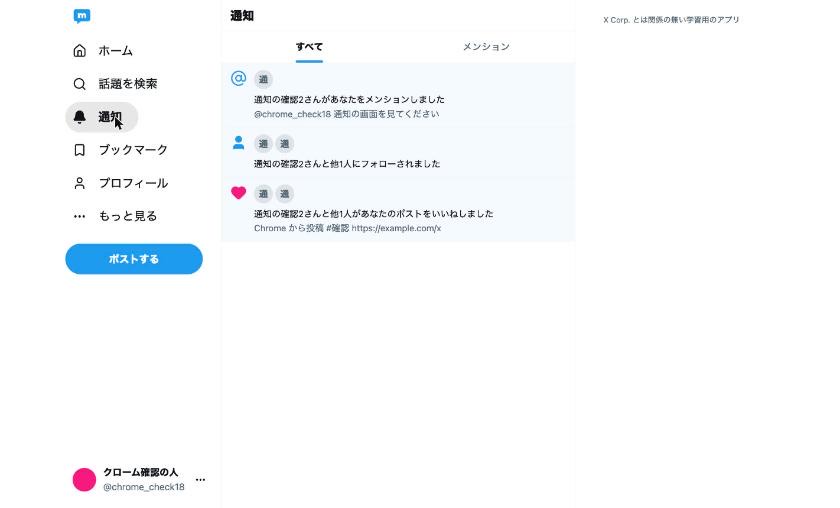 m
通知
X Corp. とは関係の無い学習用のアプリ
ホーム
話題を検索
通知
ブックマーク
プロフィール
もっと見る
ポストする
すべて
メンション
通
通知の確認2さんがあなたをメンションしました
@chrome_check18 通知の画面を見てください
通 通
通知の確認2さんと他1人にフォローされました
通 通
通知の確認2さんと他1人があなたのポストをいいねしました
Chrome から投稿 #確認 https://example.com/x
クローム確認の人
@chrome_check18